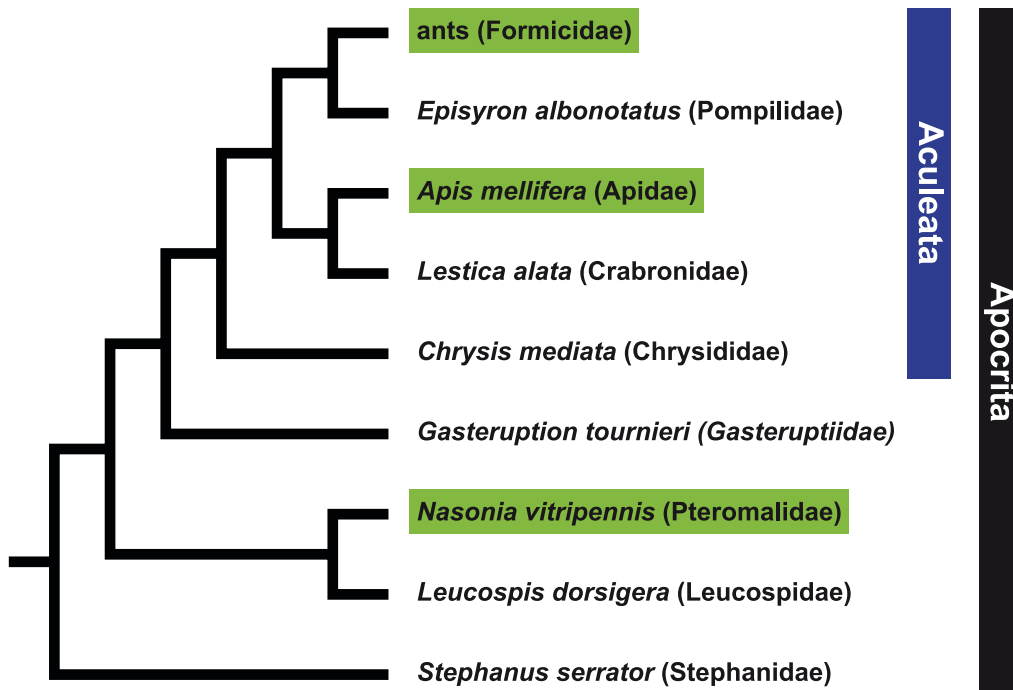 ants (Formicidae)
Episyron albonotatus (Pompilidae)
Apis mellifera (Apidae)
Lestica alata (Crabronidae)
Chrysis mediata (Chrysididae)
Gasteruption tournieri (Gasteruptiidae)
Nasonia vitripennis (Pteromalidae)
Leucospis dorsigera (Leucospidae)
Stephanus serrator (Stephanidae)
Aculeata
Apocrita